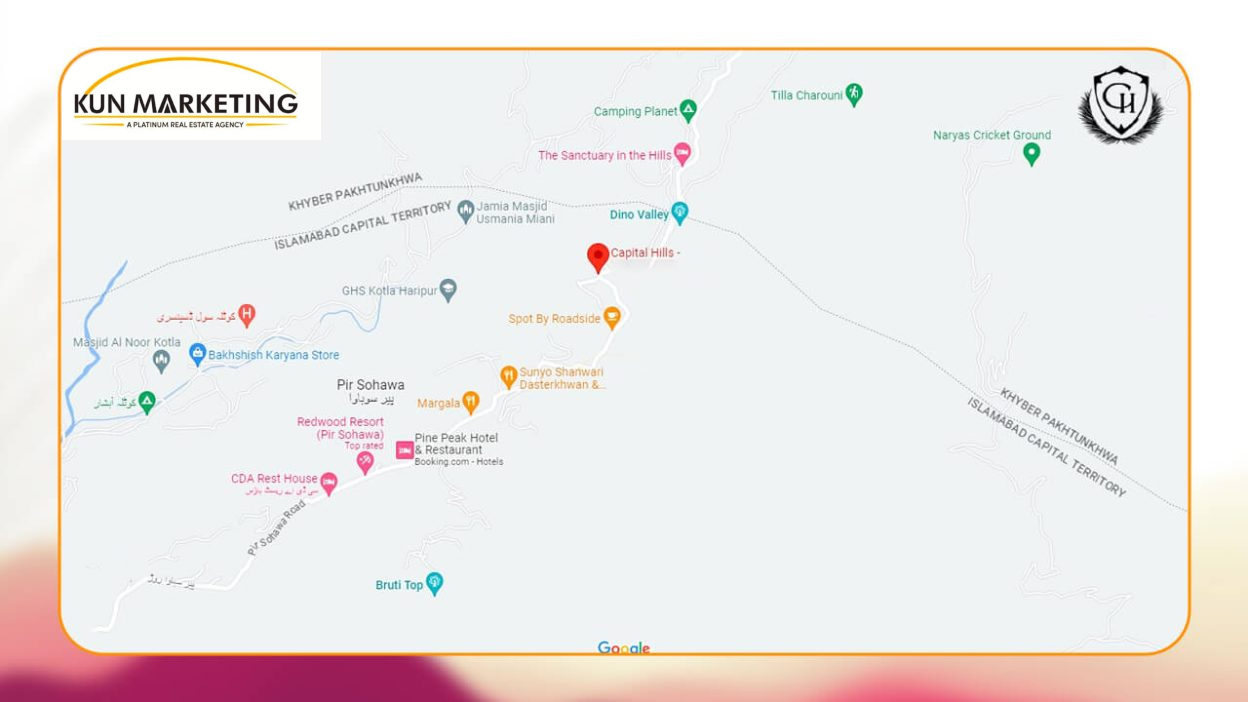 KUN MARKETING
A PLATINUM REAL ESTATE AGENCY
CH
Camping Planet
Tilla Charouni
Naryas Cricket Ground
The Sanctuary in the Hills
KHYBER PAKHTUNKHWA
ISLAMABAD CAPITAL TERRITORY
Jamia Masjid
Usmania Miani
Dino Valley
Capital Hills -
GHS Kotla Haripur
کوٹلہ سول ڈسپنسری
H
Spot By Roadside
Masjid Al Noor Kotla
Bakhshish Karyana Store
Sunyo Shanwari
Dasterkhwan &...
Pir Sohawa
پیر سوہاوا
کوٹلہ آبشار
Margala
Redwood Resort
(Pir Sohawa)
Top rated
Pine Peak Hotel
& Restaurant
Booking.com - Hotels
CDA Rest House
سی ڈی اے ریسٹ ہاؤس
KHYBER PAKHTUNKHWA
ISLAMABAD CAPITAL TERRITORY
Pir Sohawa Road
پیر سہاوا روڈ
Bruti Top
Google